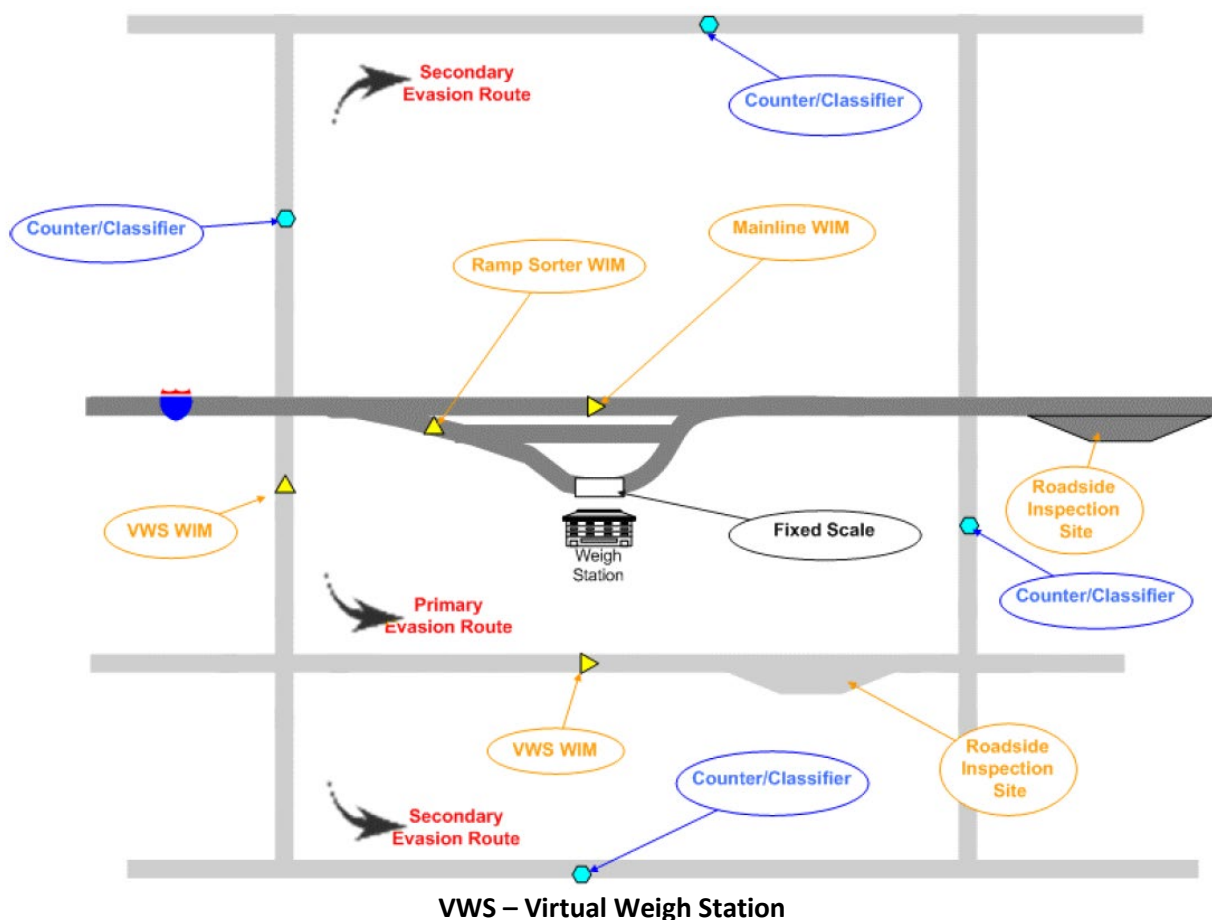 Secondary
Evasion Route
Counter/Classifier
Counter/Classifier
Mainline WIM
Ramp Sorter WIM
Roadside
Inspection
Site
VWS WIM
Fixed Scale
Weigh
Station
Counter/Classifier
Primary
Evasion Route
VWS WIM
Roadside
Inspection
Site
Counter/Classifier
Secondary
Evasion Route
VWS – Virtual Weigh Station